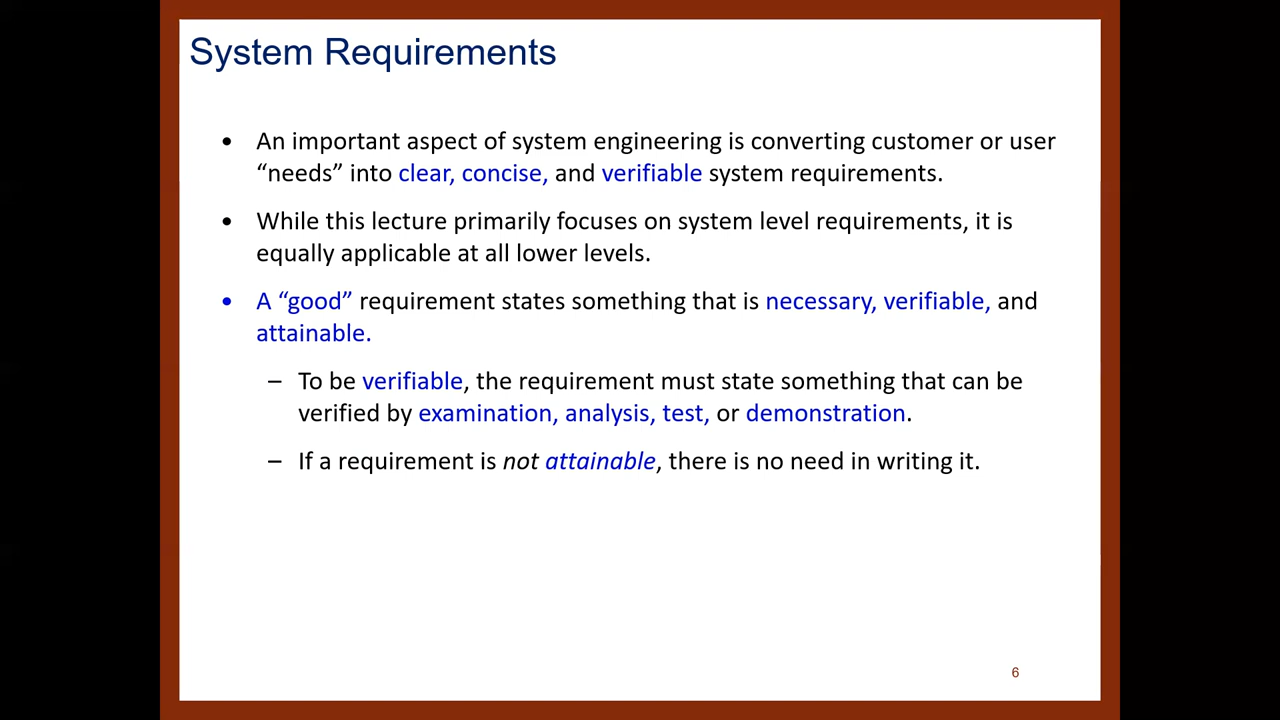 System Requirements
• An important aspect of system engineering is converting customer or user
“needs” into clear, concise, and verifiable system requirements.
• While this lecture primarily focuses on system level requirements, it is
equally applicable at all lower levels.
• A “good” requirement states something that is necessary, verifiable, and
attainable.
– To be verifiable, the requirement must state something that can be
verified by examination, analysis, test, or demonstration.
– If a requirement is not attainable, there is no need in writing it.
6